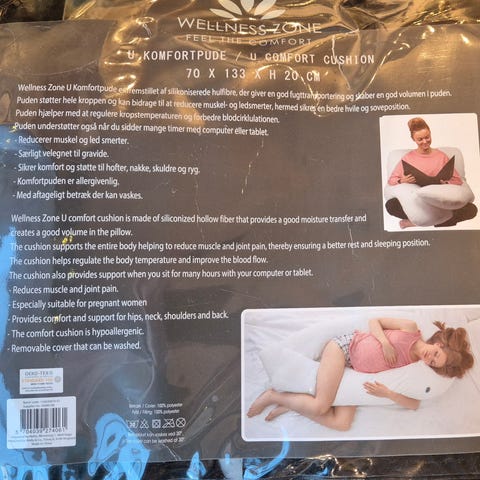 WELLNESS ZONE
FEEL THE COMFORT
U KOMFORTPUDE / U COMFORT CUSHION
70 X 133 X H 20 CM
Wellness Zone U Komfortpude er fremstillet af silikoniserede hulfibre, der giver en god fugttransportering og skaber en god volumen i puden.
Puden støtter hele kroppen og kan bidrage til at reducere muskel- og ledsmerter, hermed sikres en bedre hvile og soveposition.
Puden hjælper med at regulere kropstemperaturen og forbedre blodcirkulationen.
Puden understøtter også når du sidder mange timer med computer eller tablet.
- Reducerer muskel og led smerter.
- Særligt velegnet til gravide.
- Sikrer komfort og støtte til hofter, nakke, skuldre og ryg.
- Komfortpuden er allergivenlig.
- Med aftageligt betræk der kan vaskes.
Wellness Zone U comfort cushion is made of siliconized hollow fiber that provides a good moisture transfer and
creates a good volume in the pillow.
The cushion supports the entire body helping to reduce muscle and joint pain, thereby ensuring a better rest and sleeping position.
The cushion helps regulate the body temperature and improve the blood flow.
The cushion also provides support when you sit for many hours with your computer or tablet.
- Reduces muscle and joint pain.
- Especially suitable for pregnant women
- Provides comfort and support for hips, neck, shoulders and back.
- The comfort cushion is hypoallergenic.
- Removable cover that can be washed.
OEKO-TEX®
STANDARD 100
Betræk / Cover: 100% polyester
Fyld / Filling: 100% polyester